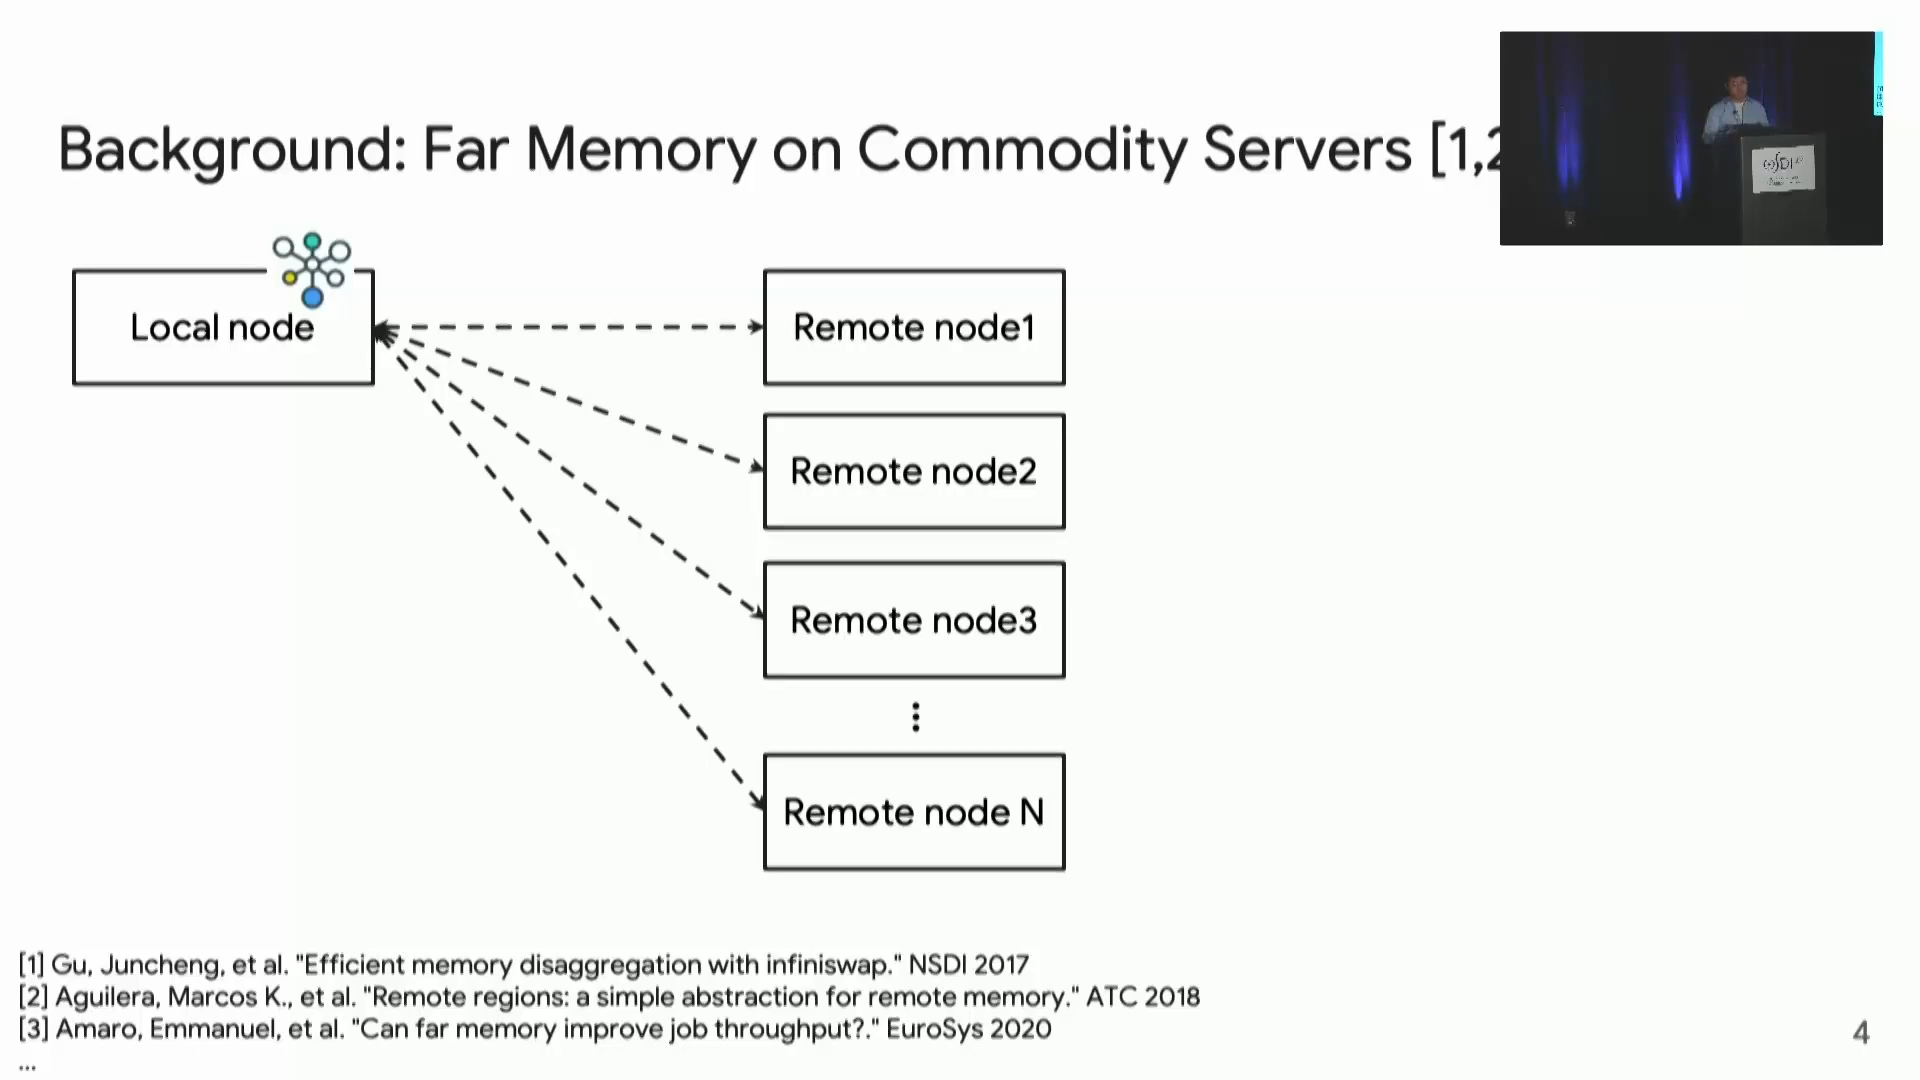 Background: Far Memory on Commodity Servers [1,2
OSDI
Local node
Remote node1
Remote node2
Remote node3
Remote node N
[1] Gu, Juncheng, et al. "Efficient memory disaggregation with infiniswap." NSDI 2017
[2] Aguilera, Marcos K., et al. "Remote regions: a simple abstraction for remote memory." ATC 2018
[3] Amaro, Emmanuel, et al. "Can far memory improve job throughput?." EuroSys 2020
...
4